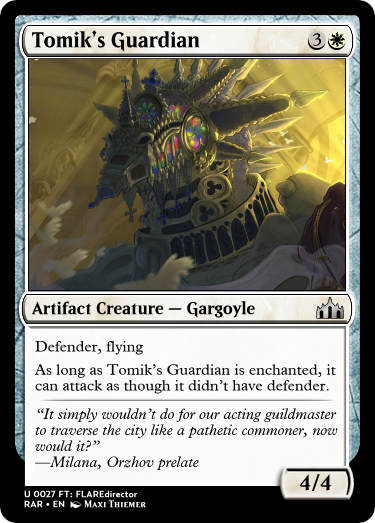 Tomik's Guardian 3
Artifact Creature — Gargoyle
Defender, flying
As long as Tomik's Guardian is enchanted, it
can attack as though it didn't have defender.
“It simply wouldn't do for our acting guildmaster
to traverse the city like a pathetic commoner, now
would it?”
—Milana, Orzhov prelate
4/4
U 0027 FT: FLAREdirector
RAR • EN Maxi Thiemer